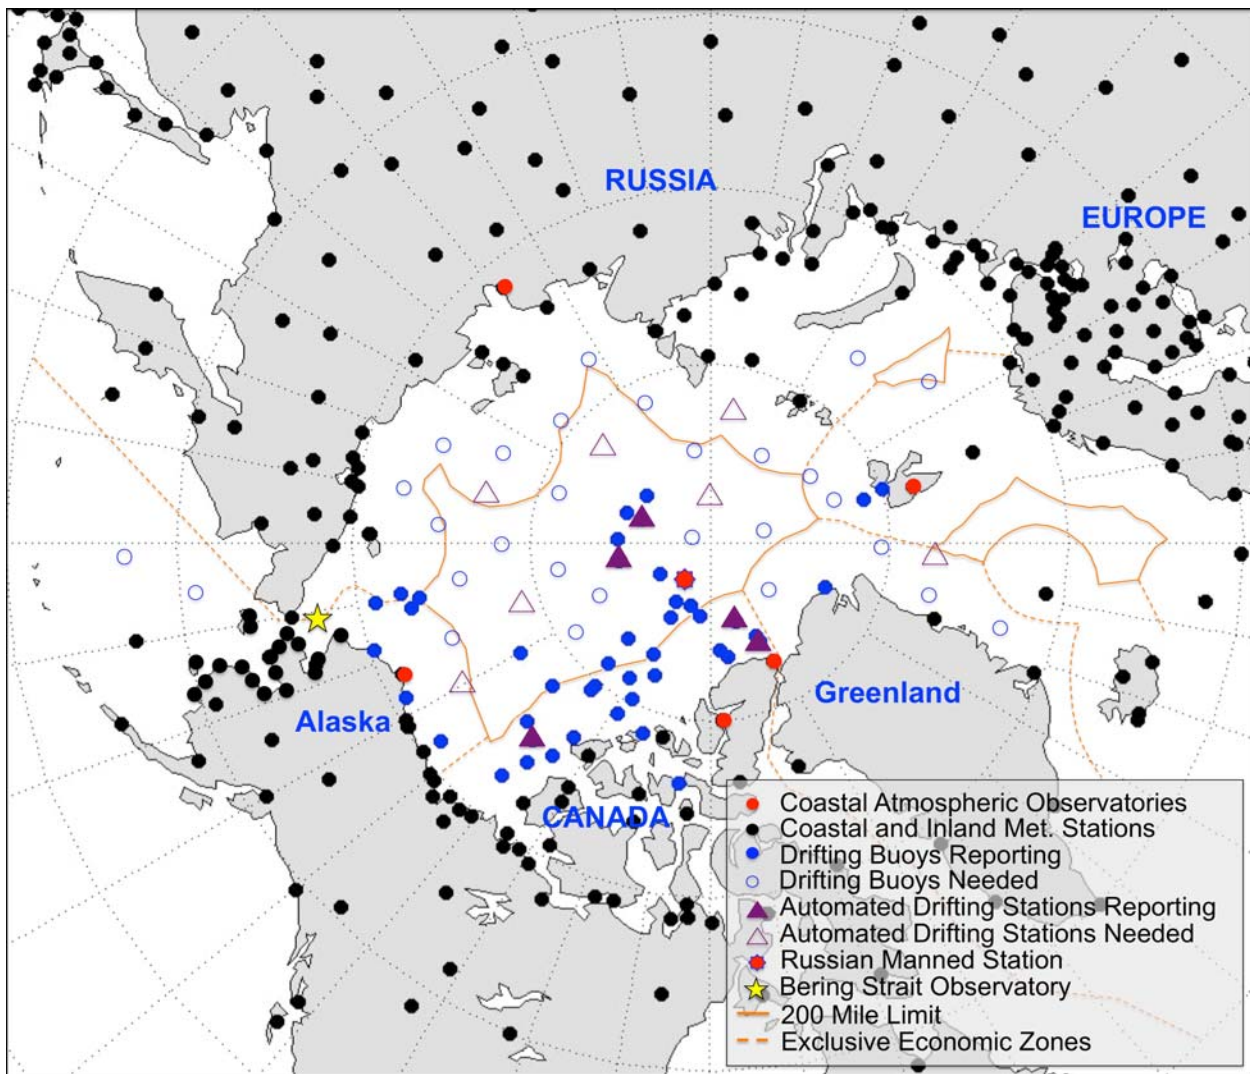 RUSSIA
EUROPE
Greenland
Alaska
CANADA
Coastal Atmospheric Observatories
Coastal and Inland Met. Stations
Drifting Buoys Reporting
Drifting Buoys Needed
Automated Drifting Stations Reporting
Automated Drifting Stations Needed
Russian Manned Station
Bering Strait Observatory
200 Mile Limit
Exclusive Economic Zones